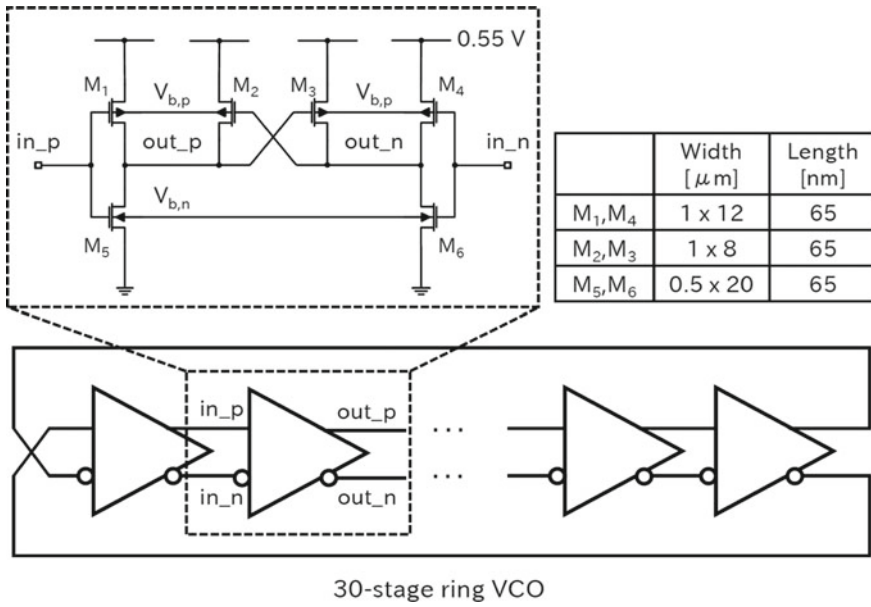 0.55 V
M1 M2 M3 M4
Vb,p Vb,p
in_p out_p out_n in_n
Vb,n
M5 M6
Width [μm] Length [nm]
M1,M4 1 x 12 65
M2,M3 1 x 8 65
M5,M6 0.5 x 20 65
in_p out_p ...
in_n out_n ...
30-stage ring VCO